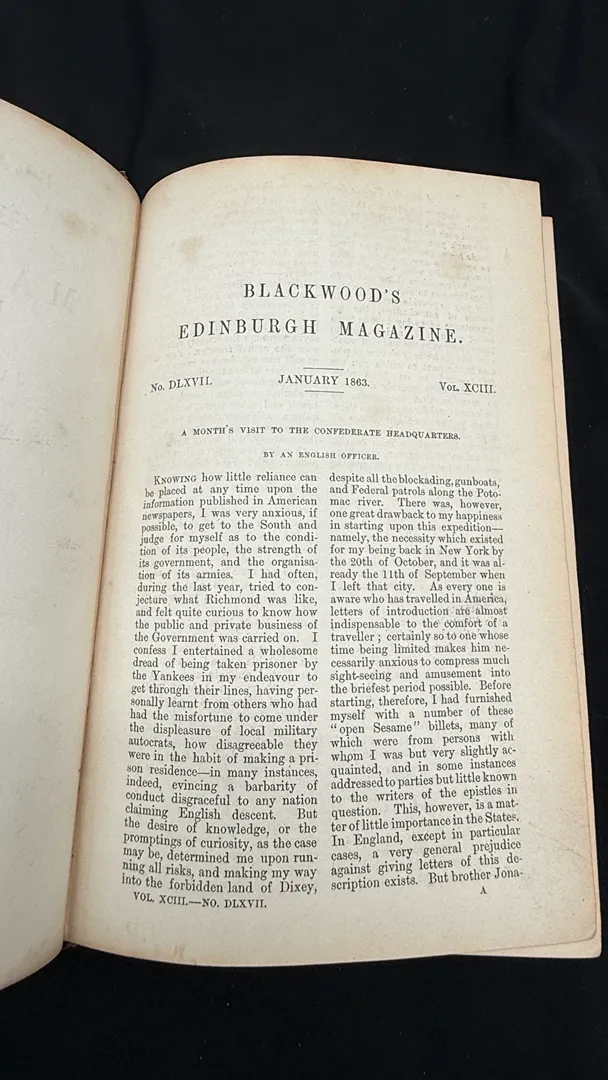 BLACKWOOD'S
EDINBURGH MAGAZINE.
No. DLXVII.
JANUARY 1863.
VOL. XCIII.
A MONTH'S VISIT TO THE CONFEDERATE HEADQUARTERS.
BY AN ENGLISH OFFICER.
KNOWING how little reliance can
be placed at any time upon the
information published in American
newspapers, I was very anxious, if
possible, to get to the South and
judge for myself as to the condi-
tion of its people, the strength of
its government, and the organisa-
tion of its armies. I had often,
during the last year, tried to con-
jecture what Richmond was like,
and felt quite curious to know how
the public and private business of
the Government was carried on. I
confess I entertained a wholesome
dread of being taken prisoner by
the Yankees in my endeavour to
get through their lines, having per-
sonally learnt from others who had
had the misfortune to come under
the displeasure of local military
autocrats, how disagreeable they
were in the habit of making a pri-
son residence—in many instances,
indeed, evincing a barbarity of
conduct disgraceful to any nation
claiming English descent. But
the desire of knowledge, or the
promptings of curiosity, as the case
may be, determined me upon run-
ning all risks, and making my way
into the forbidden land of Dixey,
VOL. XCIII.—NO. DLXVII.
despite all the blockading, gunboats,
and Federal patrols along the Poto-
mac river. There was, however,
one great drawback to my happiness
in starting upon this expedition—
namely, the necessity which existed
for my being back in New York by
the 20th of October, and it was al-
ready the 11th of September when
I left that city. As every one is
aware who has travelled in America,
letters of introduction are almost
indispensable to the comfort of a
traveller; certainly so to one whose
time being limited makes him ne-
cessarily anxious to compress much
sight-seeing and amusement into
the briefest period possible. Before
starting, therefore, I had furnished
myself with a number of these
"open Sesame" billets, many of
which were from persons with
whom I was but very slightly ac-
quainted, and in some instances
addressed to parties but little known
to the writers of the epistles in
question. This, however, is a mat-
ter of little importance in the States.
In England, except in particular
cases, a very general prejudice
against giving letters of this de-
scription exists. But brother Jona-
A